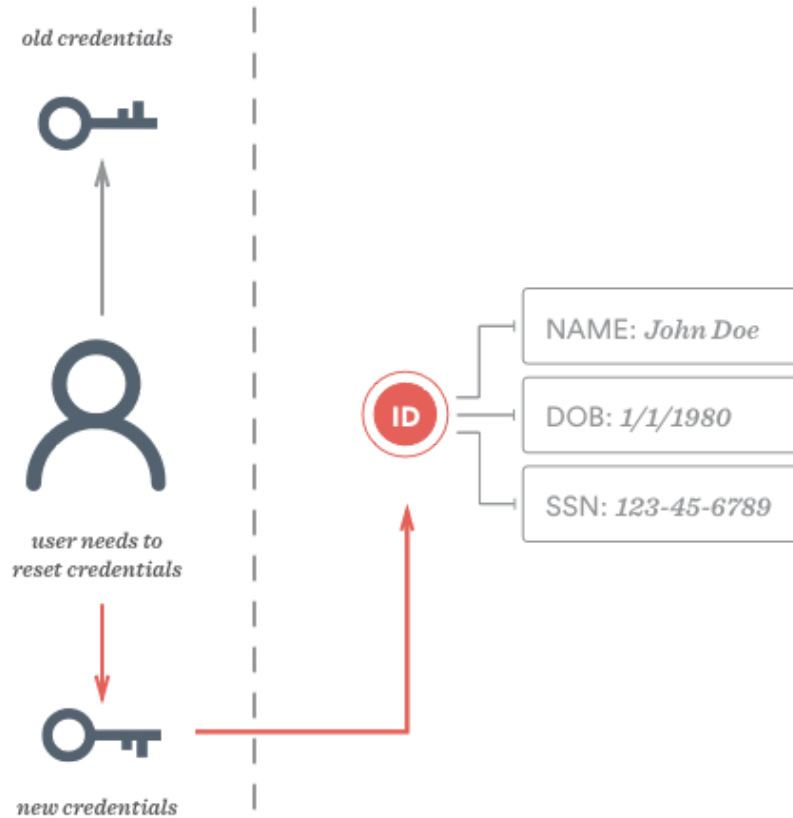 old credentials
ID
NAME: John Doe
DOB: 1/1/1980
SSN: 123-45-6789
user needs to
reset credentials
new credentials